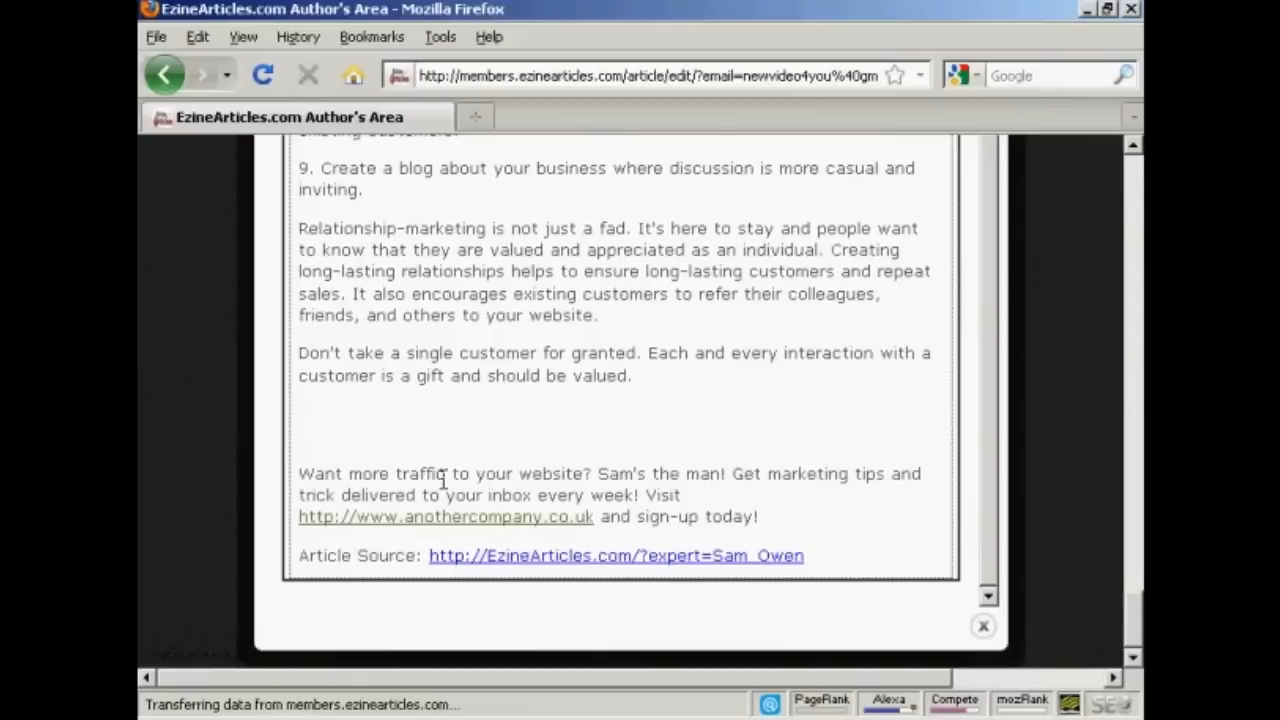 EzineArticles.com Author's Area - Mozilla Firefox
File Edit View History Bookmarks Tools Help
http://members.ezinearticles.com/article/edit/?email=newvideo4you%40gm
Google
EzineArticles.com Author's Area
existing customers.
9. Create a blog about your business where discussion is more casual and
inviting.
Relationship-marketing is not just a fad. It's here to stay and people want
to know that they are valued and appreciated as an individual. Creating
long-lasting relationships helps to ensure long-lasting customers and repeat
sales. It also encourages existing customers to refer their colleagues,
friends, and others to your website.
Don't take a single customer for granted. Each and every interaction with a
customer is a gift and should be valued.
Want more traffic to your website? Sam's the man! Get marketing tips and
trick delivered to your inbox every week! Visit
http://www.anothercompany.co.uk and sign-up today!
Article Source: http://EzineArticles.com/?expert=Sam_Owen
Transferring data from members.ezinearticles.com...
PageRank Alexa Compete mozRank